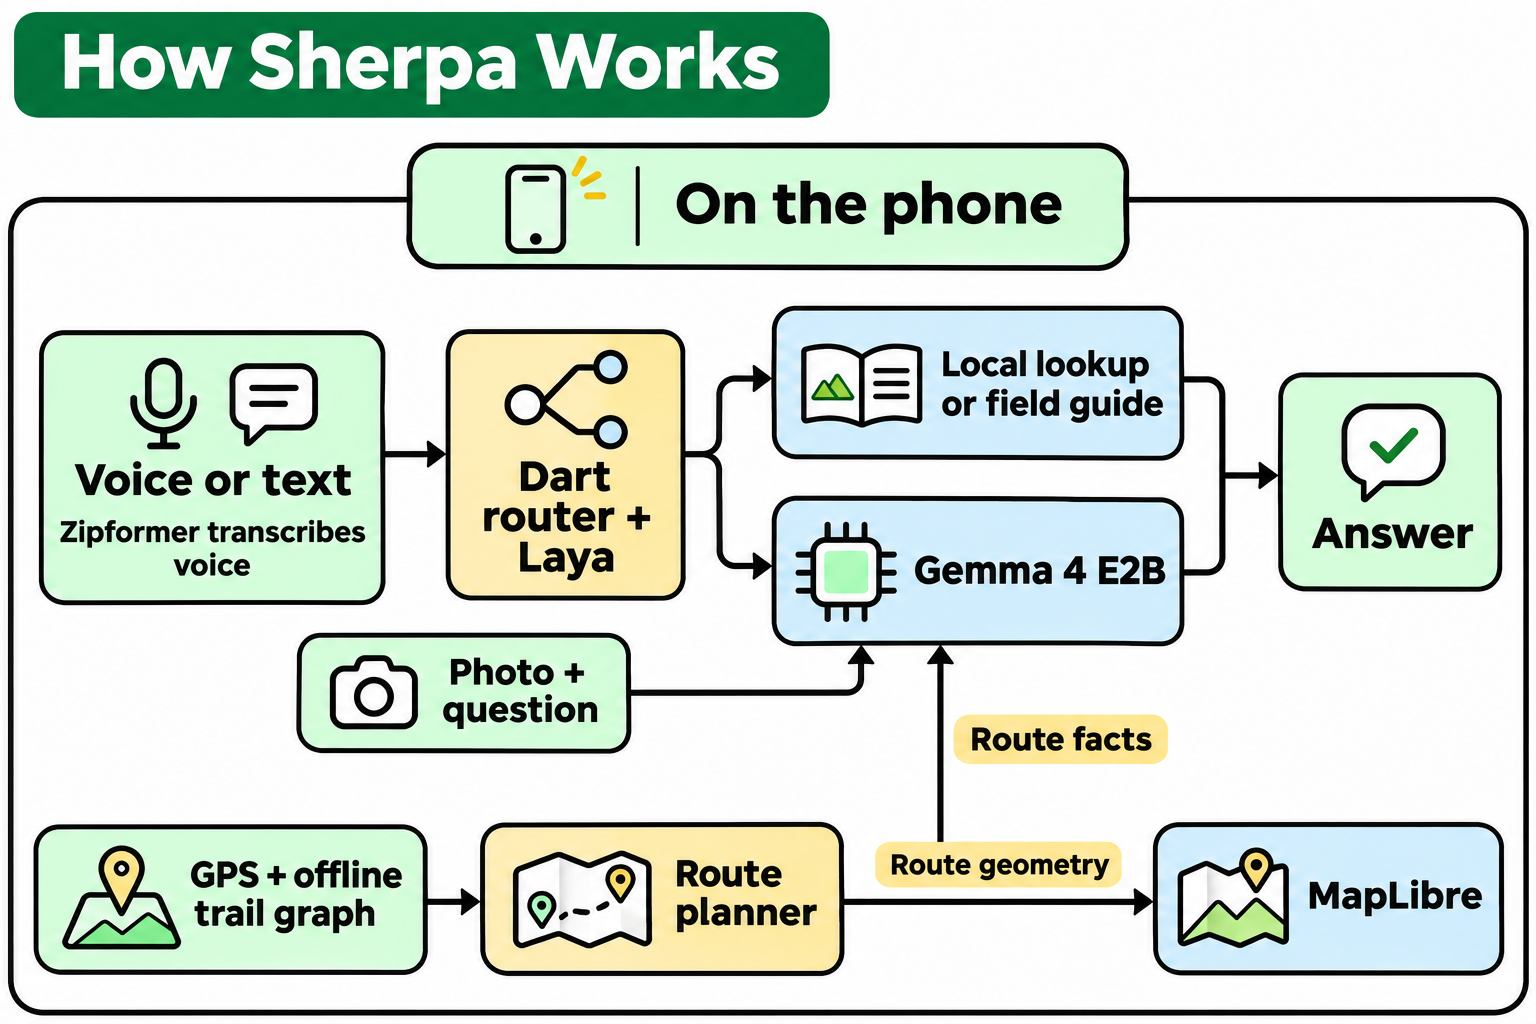 How Sherpa Works
On the phone
Voice or text
Zipformer transcribes
voice
Dart
router +
Laya
Local lookup
or field guide
Gemma 4 E2B
Answer
Photo +
question
Route facts
GPS + offline
trail graph
Route
planner
Route geometry
MapLibre